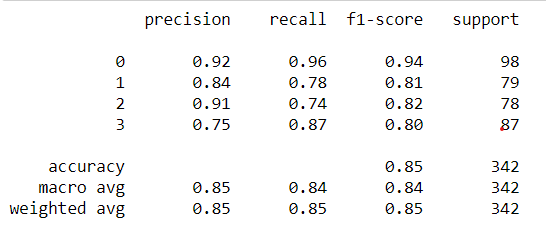 precision recall f1-score support
0 0.92 0.96 0.94 98
1 0.84 0.78 0.81 79
2 0.91 0.74 0.82 78
3 0.75 0.87 0.80 87
accuracy 0.85 342
macro avg 0.85 0.84 0.84 342
weighted avg 0.85 0.85 0.85 342